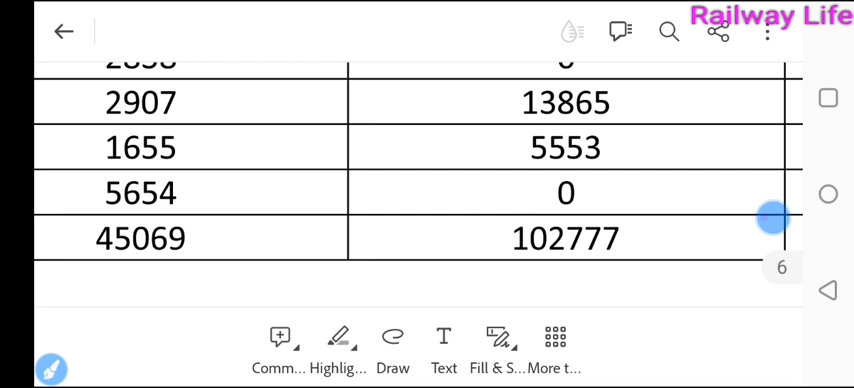 Railway Life
2907 13865
1655 5553
5654 0
45069 102777
6
Comm... Highlig... Draw Text Fill & S... More t...